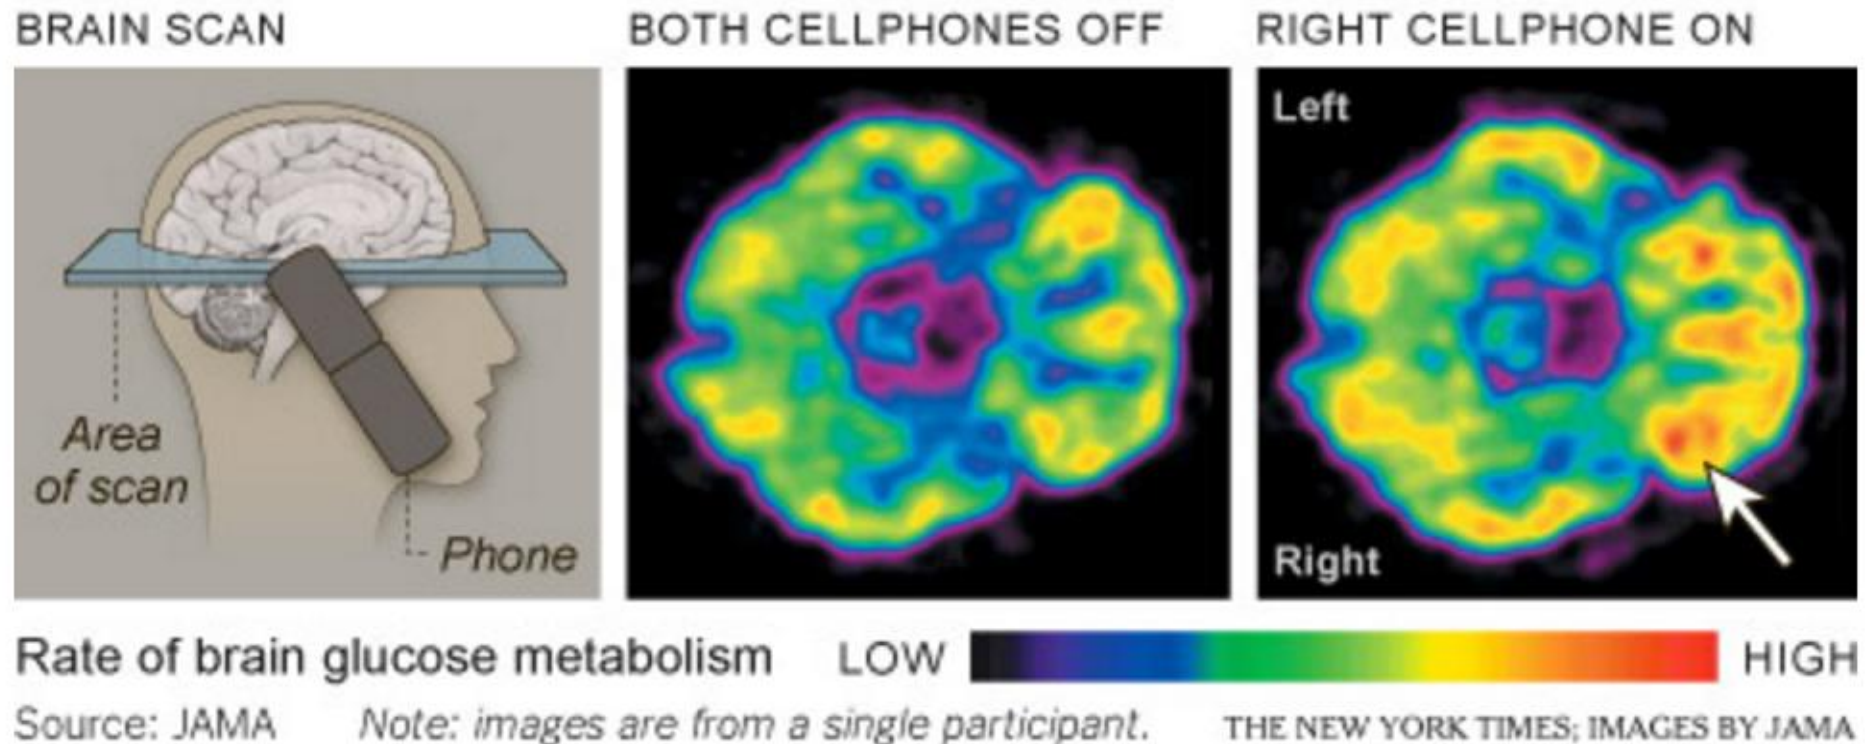 BRAIN SCAN
BOTH CELLPHONES OFF
RIGHT CELLPHONE ON
Area
of scan
Phone
Left
Right
Rate of brain glucose metabolism
LOW
HIGH
Source: JAMA
Note: images are from a single participant.
THE NEW YORK TIMES; IMAGES BY JAMA